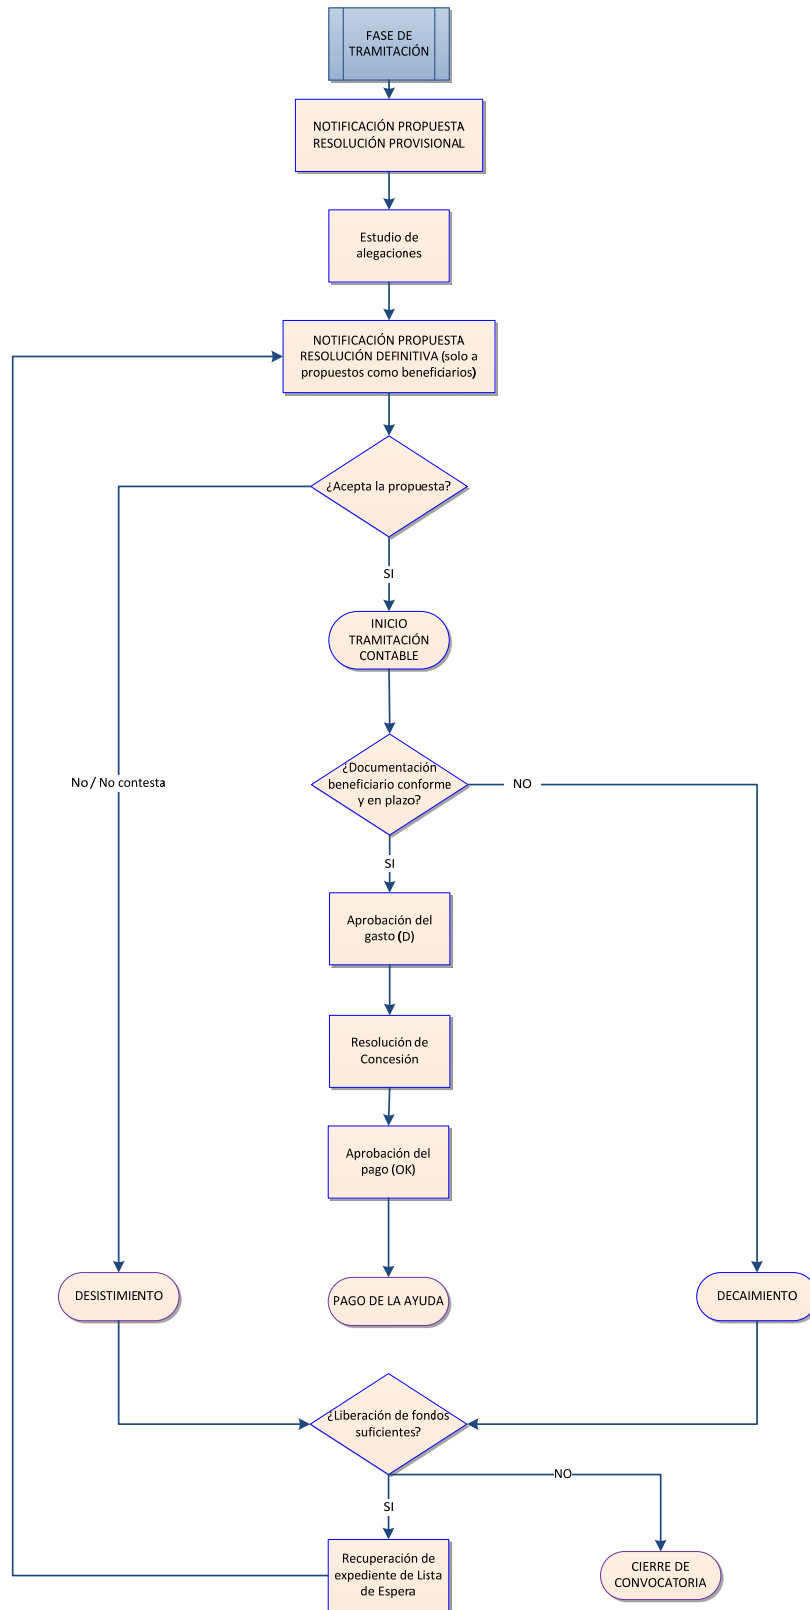 FASE DE
TRAMITACIÓN
NOTIFICACIÓN PROPUESTA
RESOLUCIÓN PROVISIONAL
Estudio de
alegaciones
NOTIFICACIÓN PROPUESTA
RESOLUCIÓN DEFINITIVA (solo a
propuestos como beneficiarios)
¿Acepta la propuesta?
SI
INICIO
TRAMITACIÓN
CONTABLE
No / No contesta
¿Documentación
beneficiario conforme
y en plazo?
NO
SI
Aprobación del
gasto (D)
Resolución de
Concesión
Aprobación del
pago (OK)
DESISTIMIENTO
PAGO DE LA AYUDA
DECAIMIENTO
¿Liberación de fondos
suficientes?
NO
SI
Recuperación de
expediente de Lista
de Espera
CIERRE DE
CONVOCATORIA